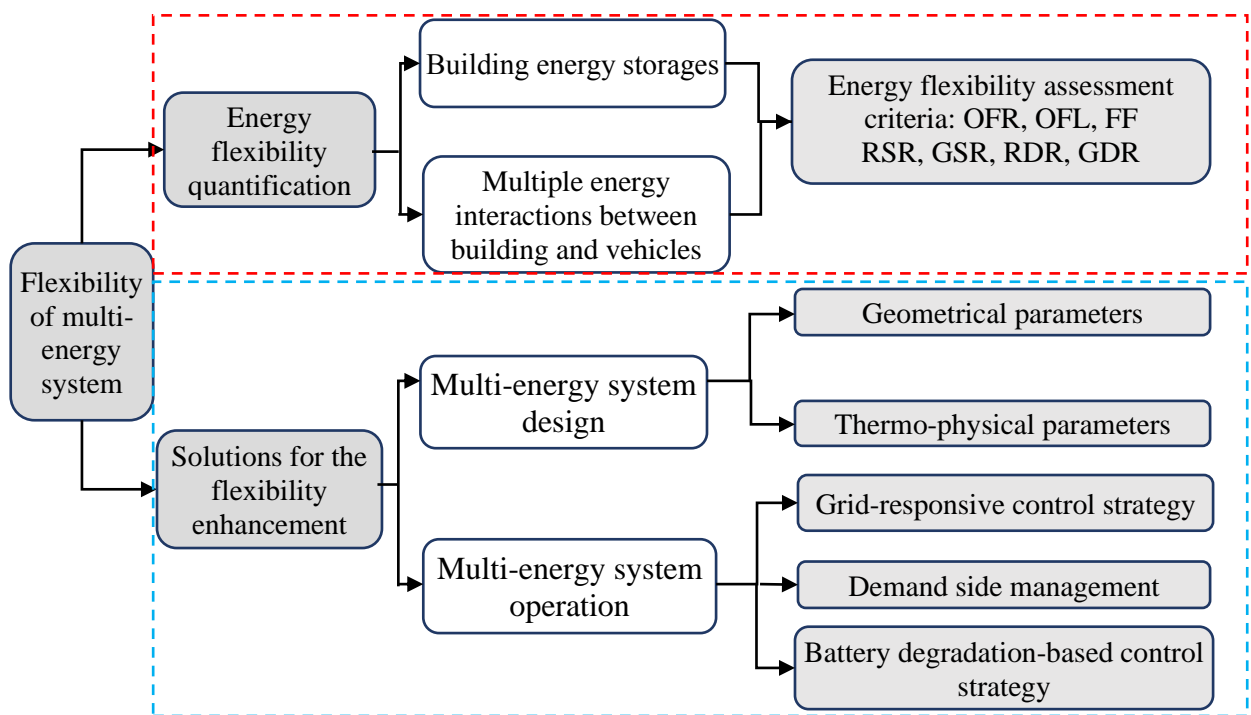 Flexibility
of multi-
energy
system
Energy
flexibility
quantification
Building energy storages
Multiple energy
interactions between
building and vehicles
Energy flexibility assessment
criteria: OFR, OFL, FF
RSR, GSR, RDR, GDR
Solutions for the
flexibility
enhancement
Multi-energy system
design
Geometrical parameters
Thermo-physical parameters
Multi-energy system
operation
Grid-responsive control strategy
Demand side management
Battery degradation-based control
strategy